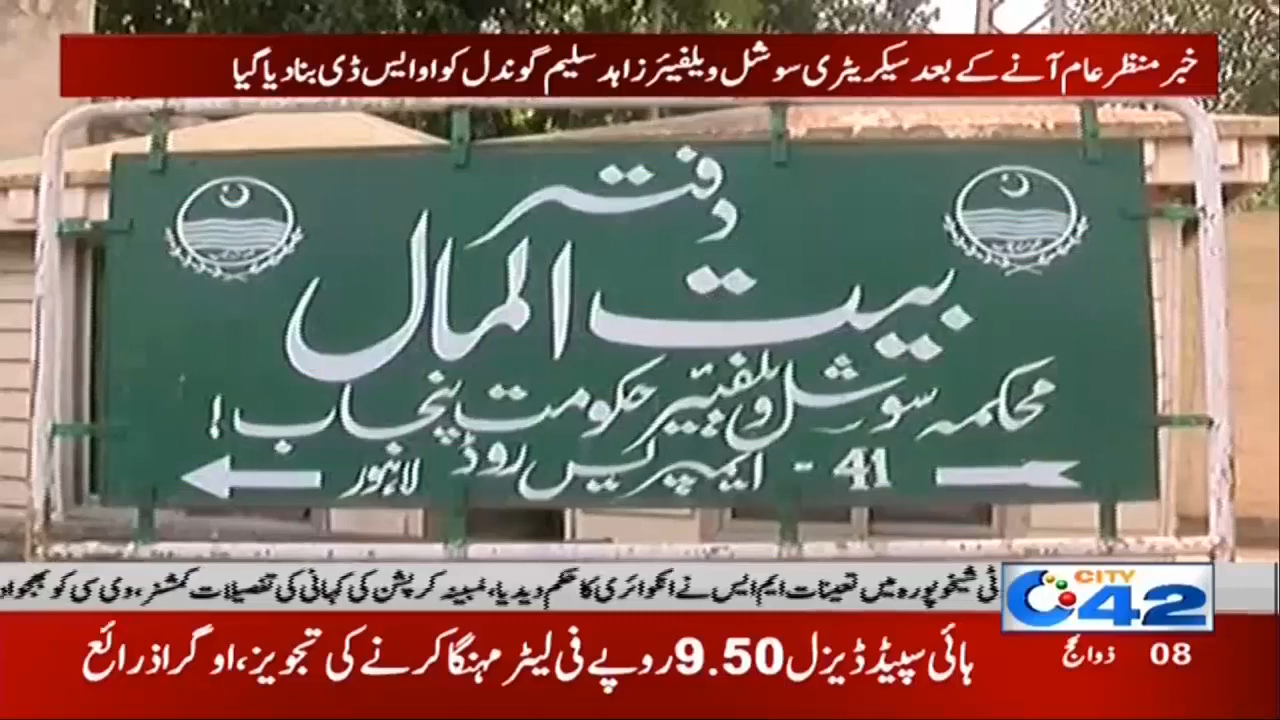 خبر منظر عام آنے کے بعد سیکریٹری سوشل ویلفیئر زاہد سلیم گوندل کو او ایس ڈی بنا دیا گیا
دفتر
بیت المال
محکمہ سوشل ویلفیئر حکومت پنجاب!
41 - ایمپریس روڈ لاہور
ٹی شیخوپورہ میں تعینات ایم ایس نے انکوائری کا حکم دیدیا، مبینہ کرپشن کی کہانی کی تفصیلات کمشنر، وی سی کو بھجوا د
CITY 42
ہائی سپیڈ ڈیزل 9.50 روپے فی لیٹر مہنگا کرنے کی تجویز، اوگرا ذرائع
08 ذوالحج